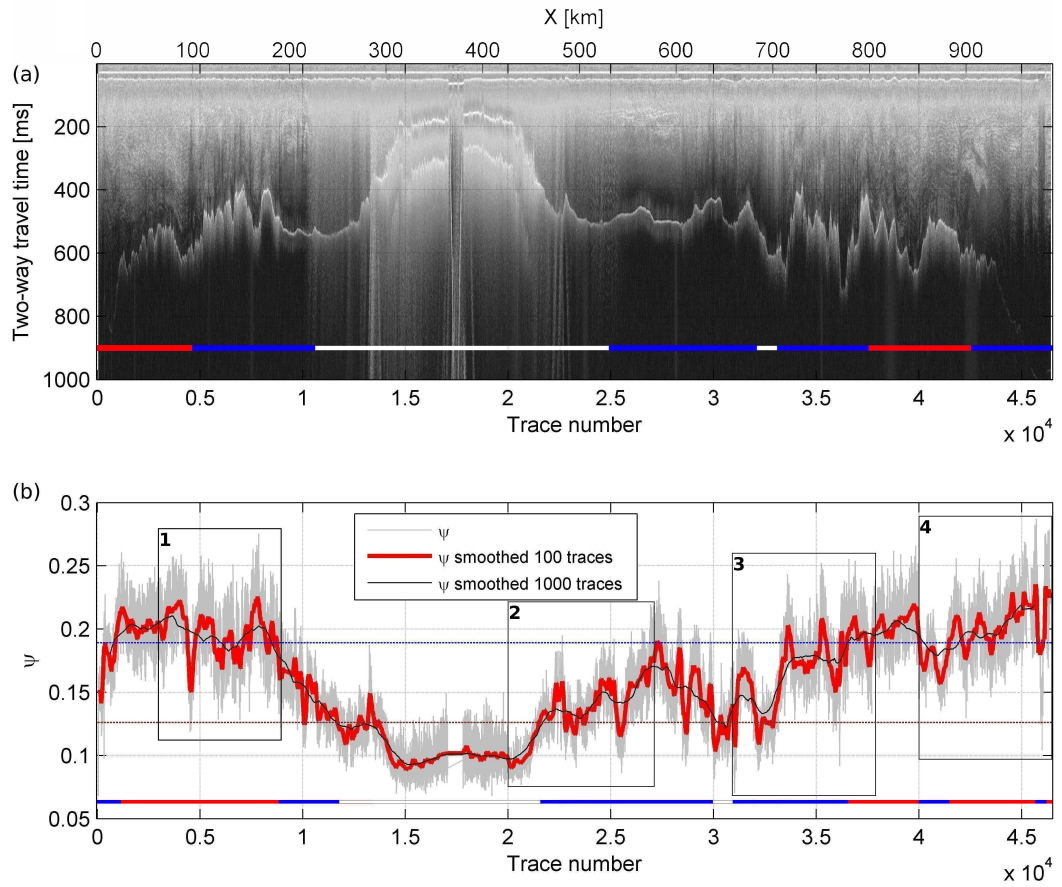 X [km]
0 100 200 300 400 500 600 700 800 900
(a)
Two-way travel time [ms]
200
400
600
800
1000
0 0.5 1 1.5 2 2.5 3 3.5 4 4.5
Trace number
x 10⁴
(b)
0.3
0.25
0.2
0.15
0.1
0.05
ψ
1
ψ
ψ smoothed 100 traces
ψ smoothed 1000 traces
2
3
4
0 0.5 1 1.5 2 2.5 3 3.5 4 4.5
Trace number
x 10⁴